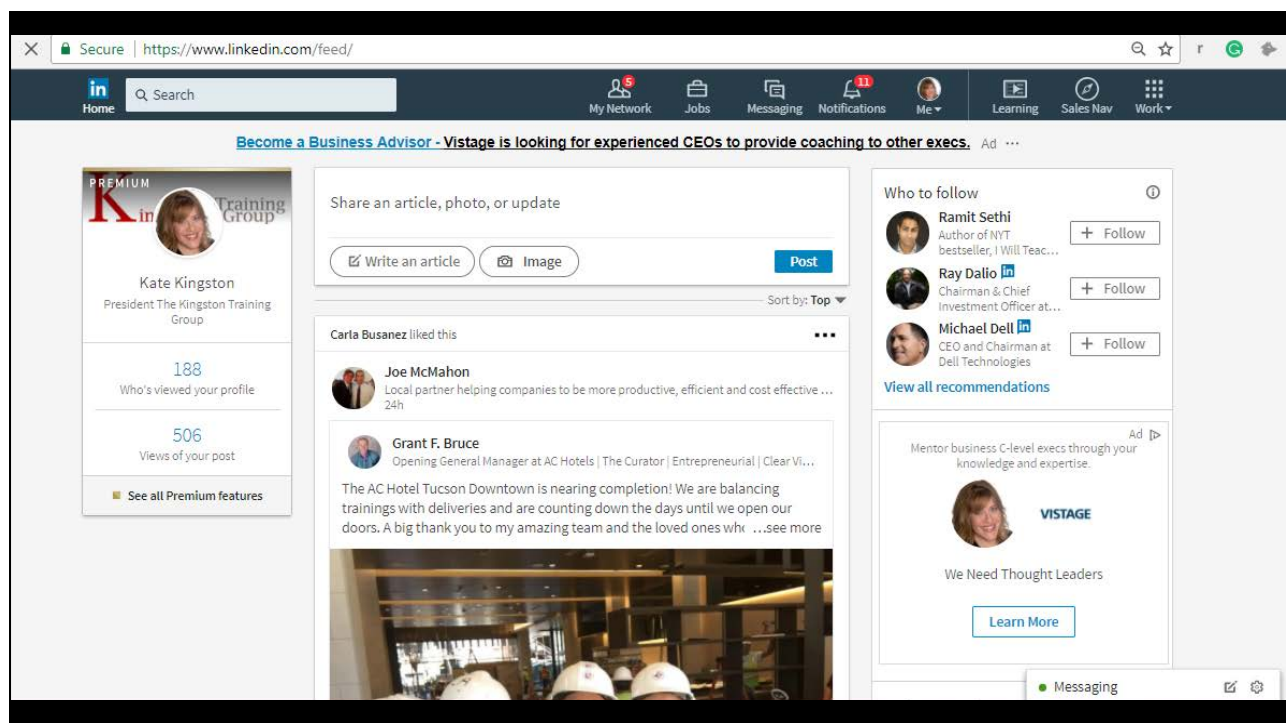 Secure | https://www.linkedin.com/feed/
r
in
Home
Search
5
My Network
Jobs
Messaging
11
Notifications
Me
Learning
Sales Nav
Work
Become a Business Advisor - Vistage is looking for experienced CEOs to provide coaching to other execs. Ad ...
PREMIUM
Training
Group
Kate Kingston
President The Kingston Training
Group
188
Who's viewed your profile
506
Views of your post
See all Premium features
Share an article, photo, or update
Write an article
Image
Post
Sort by: Top
Carla Busanez liked this
Joe McMahon
Local partner helping companies to be more productive, efficient and cost effective ...
24h
Grant F. Bruce
Opening General Manager at AC Hotels | The Curator | Entrepreneurial | Clear Vi...
The AC Hotel Tucson Downtown is nearing completion! We are balancing
trainings with deliveries and are counting down the days until we open our
doors. A big thank you to my amazing team and the loved ones ...see more
Who to follow
Ramit Sethi
Author of NYT
bestseller, I Will Teac...
+ Follow
Ray Dalio in
Chairman & Chief
Investment Officer at...
+ Follow
Michael Dell in
CEO and Chairman at
Dell Technologies
+ Follow
View all recommendations
Ad
Mentor business C-level execs through your
knowledge and expertise.
VISTAGE
We Need Thought Leaders
Learn More
Messaging